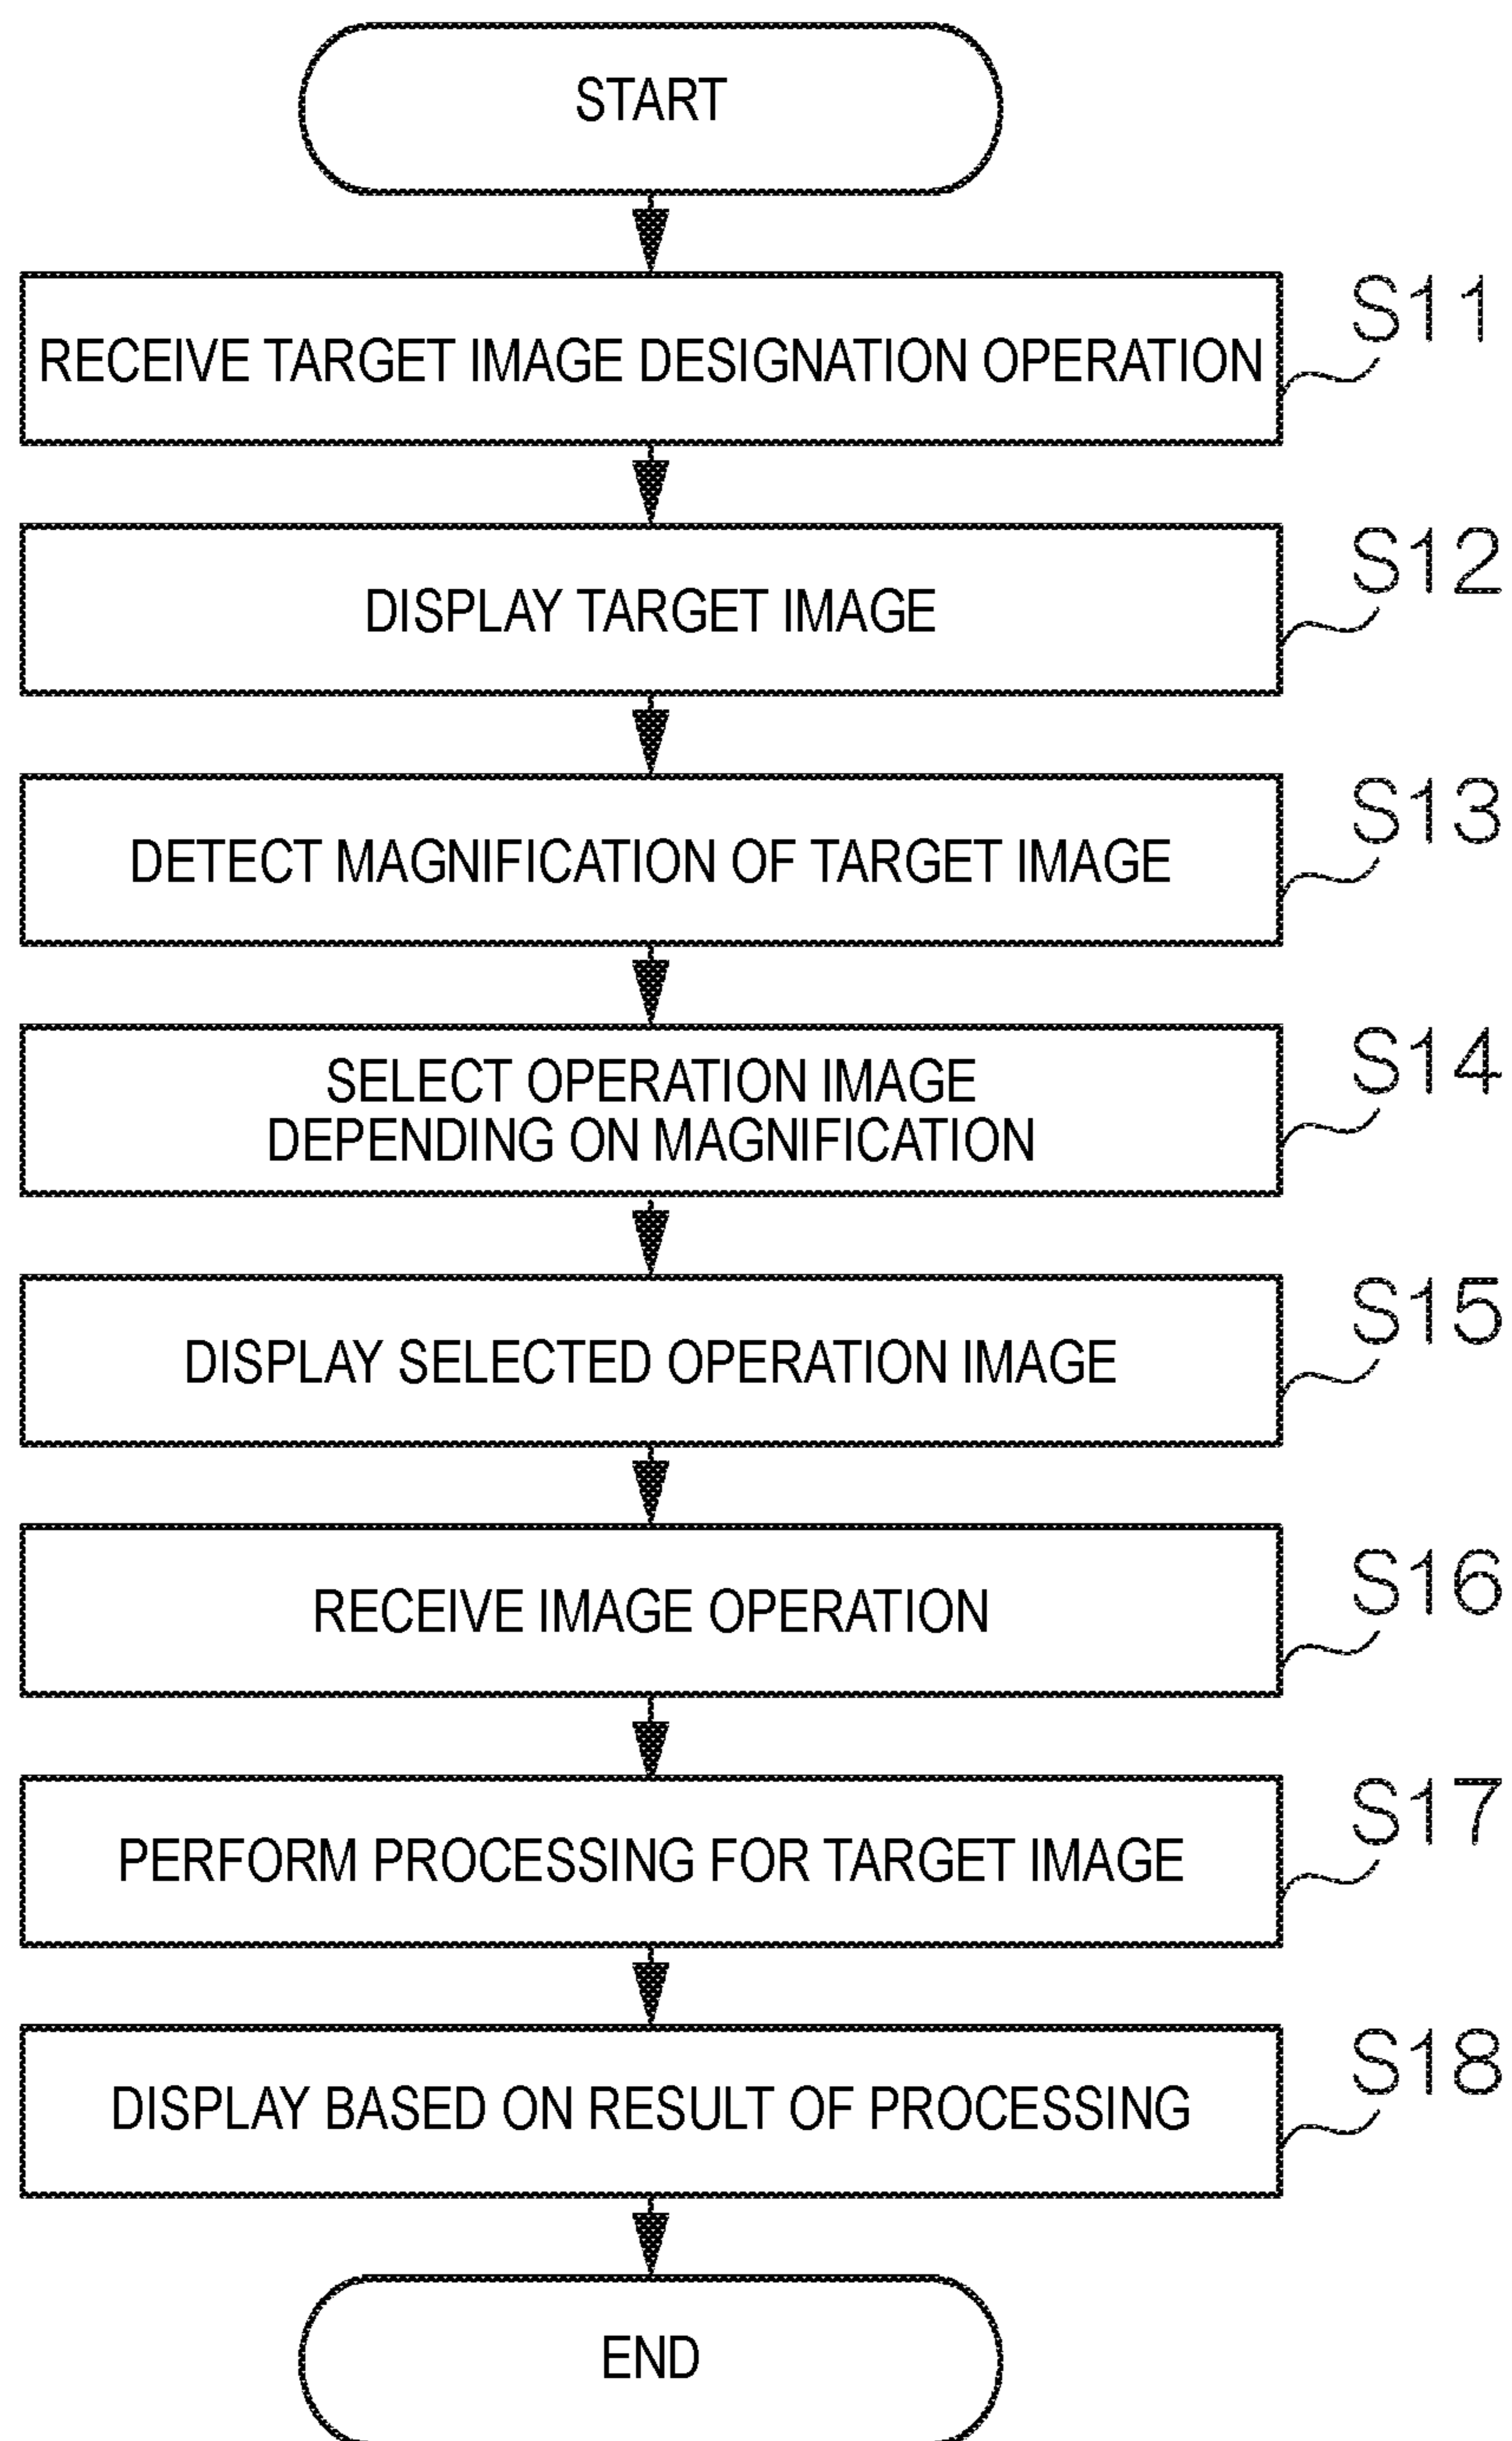 START
RECEIVE TARGET IMAGE DESIGNATION OPERATION
S11
DISPLAY TARGET IMAGE
S12
DETECT MAGNIFICATION OF TARGET IMAGE
S13
SELECT OPERATION IMAGE
DEPENDING ON MAGNIFICATION
S14
DISPLAY SELECTED OPERATION IMAGE
S15
RECEIVE IMAGE OPERATION
S16
PERFORM PROCESSING FOR TARGET IMAGE
S17
DISPLAY BASED ON RESULT OF PROCESSING
S18
END